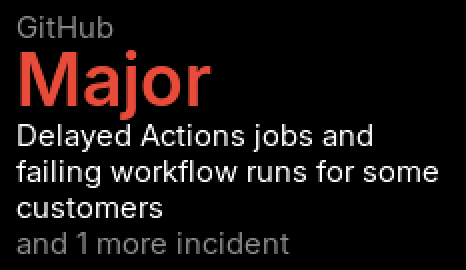 GitHub
Major
Delayed Actions jobs and
failing workflow runs for some
customers
and 1 more incident